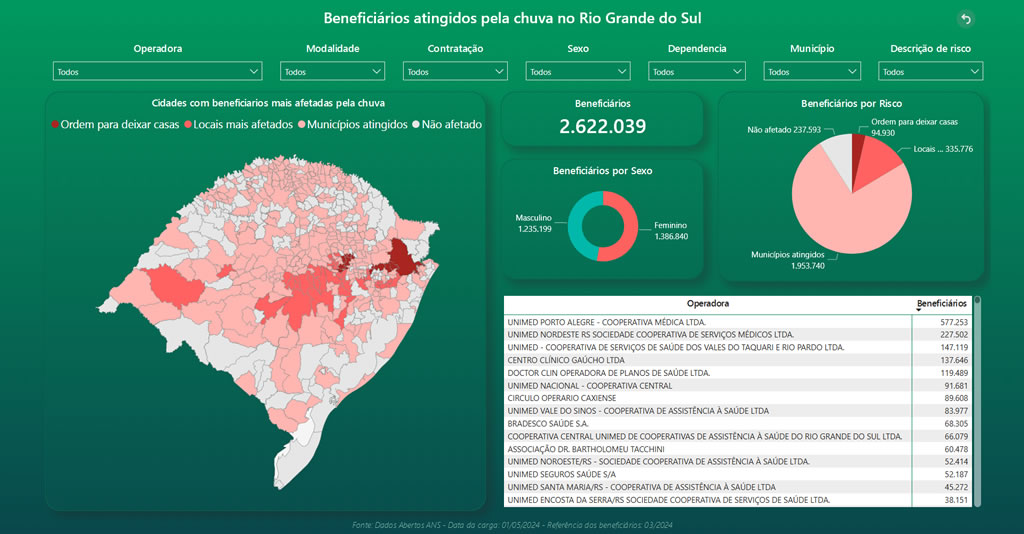 Beneficiários atingidos pela chuva no Rio Grande do Sul
Operadora
Modalidade
Contratação
Sexo
Dependencia
Município
Descrição de risco
Todos
Todos
Todos
Todos
Todos
Todos
Todos
Cidades com beneficiarios mais afetadas pela chuva
Ordem para deixar casas
Locais mais afetados
Municípios atingidos
Não afetado
Beneficiários
2.622.039
Beneficiários por Sexo
Masculino
1.235.199
Feminino
1.386.840
Beneficiários por Risco
Não afetado 237.593
Ordem para deixar casas
94.930
Locais ... 335.776
Municípios atingidos
1.953.740
Operadora Beneficiários
UNIMED PORTO ALEGRE - COOPERATIVA MÉDICA LTDA. 577.253
UNIMED NORDESTE RS SOCIEDADE COOPERATIVA DE SERVIÇOS MÉDICOS LTDA. 227.502
UNIMED - COOPERATIVA DE SERVIÇOS DE SAÚDE DOS VALES DO TAQUARI E RIO PARDO LTDA. 147.119
CENTRO CLÍNICO GAÚCHO LTDA 137.646
DOCTOR CLIN OPERADORA DE PLANOS DE SAÚDE LTDA. 119.489
UNIMED NACIONAL - COOPERATIVA CENTRAL 91.681
CIRCULO OPERARIO CAXIENSE 89.608
UNIMED VALE DO SINOS - COOPERATIVA DE ASSISTÊNCIA À SAÚDE LTDA 83.977
BRADESCO SAÚDE S.A. 68.305
COOPERATIVA CENTRAL UNIMED DE COOPERATIVAS DE ASSISTÊNCIA À SAÚDE DO RIO GRANDE DO SUL LTDA. 66.079
ASSOCIAÇÃO DR. BARTHOLOMEU TACCHINI 60.478
UNIMED NOROESTE/RS - SOCIEDADE COOPERATIVA DE ASSISTÊNCIA À SAÚDE LTDA. 52.414
UNIMED SEGUROS SAÚDE S/A 52.187
UNIMED SANTA MARIA/RS - COOPERATIVA DE ASSISTÊNCIA À SAÚDE LTDA 45.272
UNIMED ENCOSTA DA SERRA/RS SOCIEDADE COOPERATIVA DE SERVIÇOS DE SAÚDE LTDA. 38.151
Fonte: Dados Abertos ANS - Data da carga: 01/05/2024 - Referência dos beneficiários: 03/2024